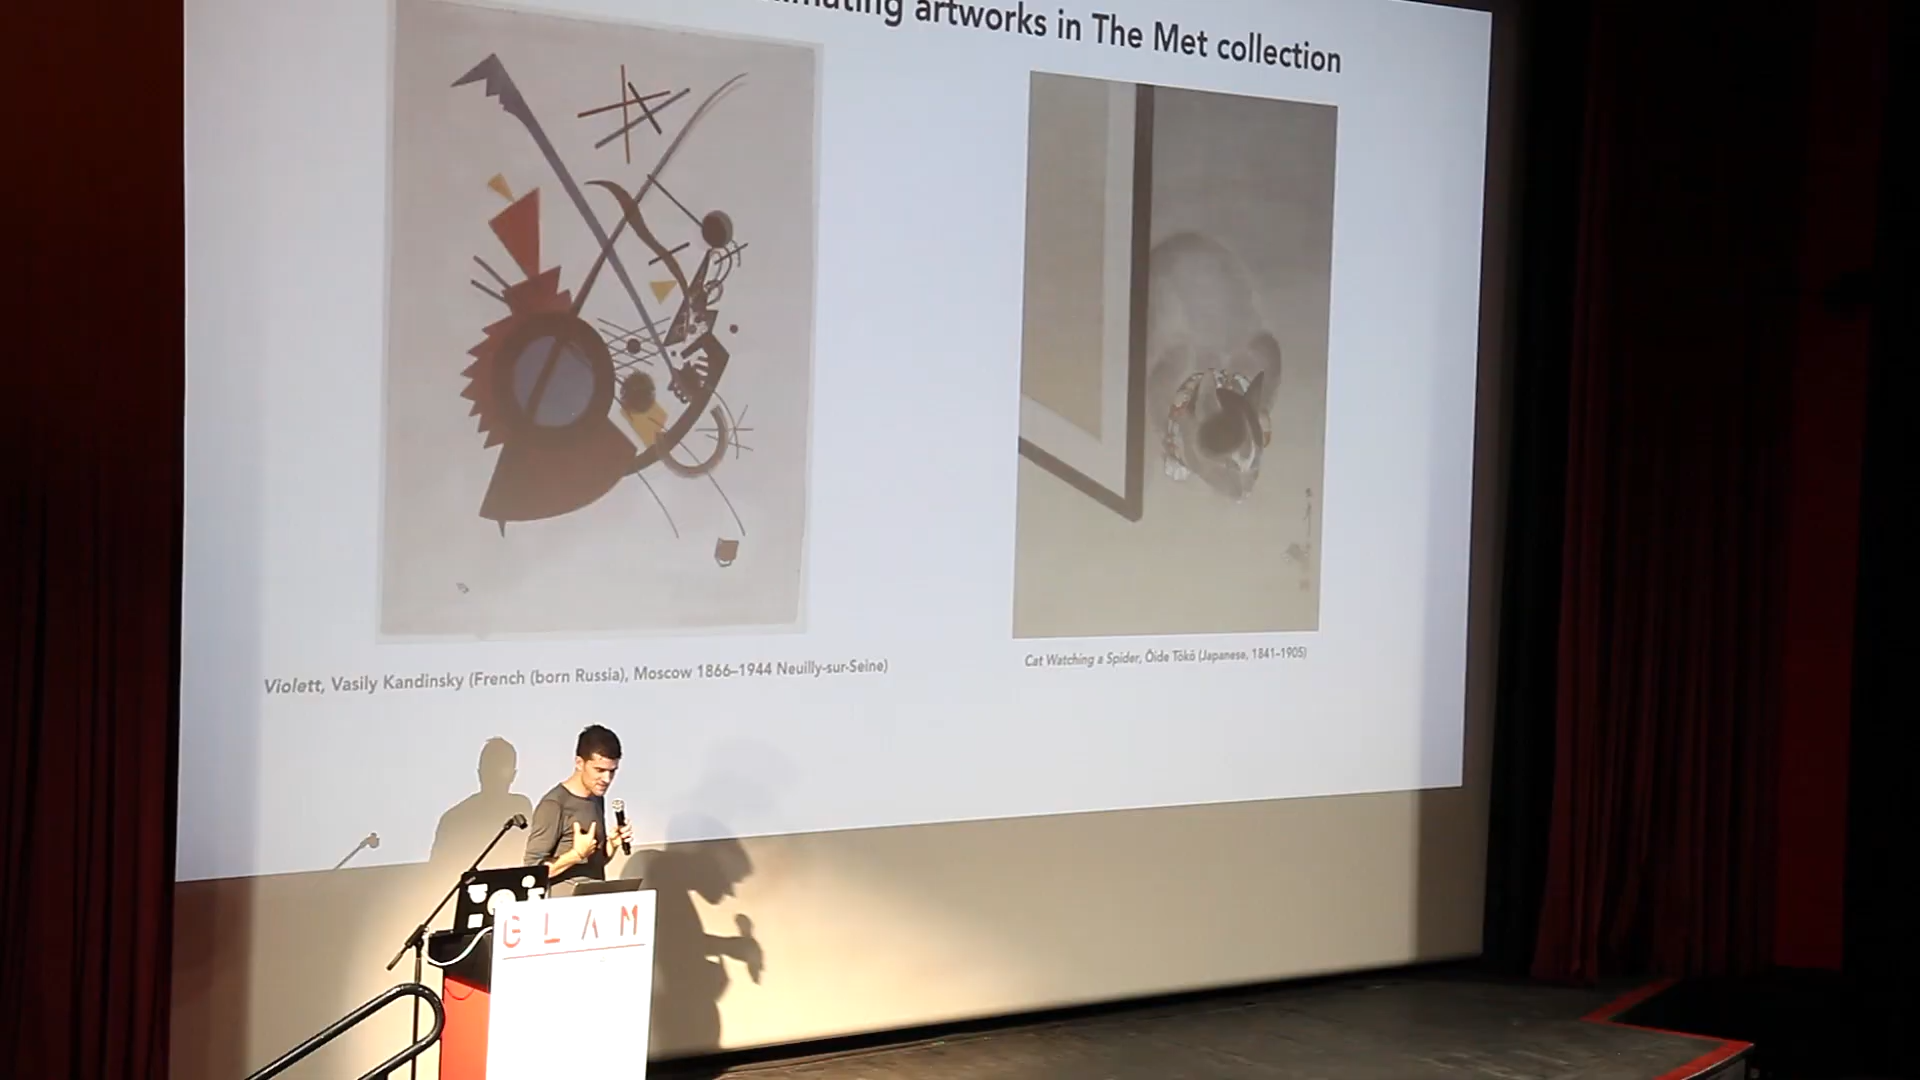 artworks in The Met collection
Violett, Vasily Kandinsky (French (born Russia), Moscow 1866–1944 Neuilly-sur-Seine)
Cat Watching a Spider, Ōide Tōkō (Japanese, 1841–1905)
GLAM